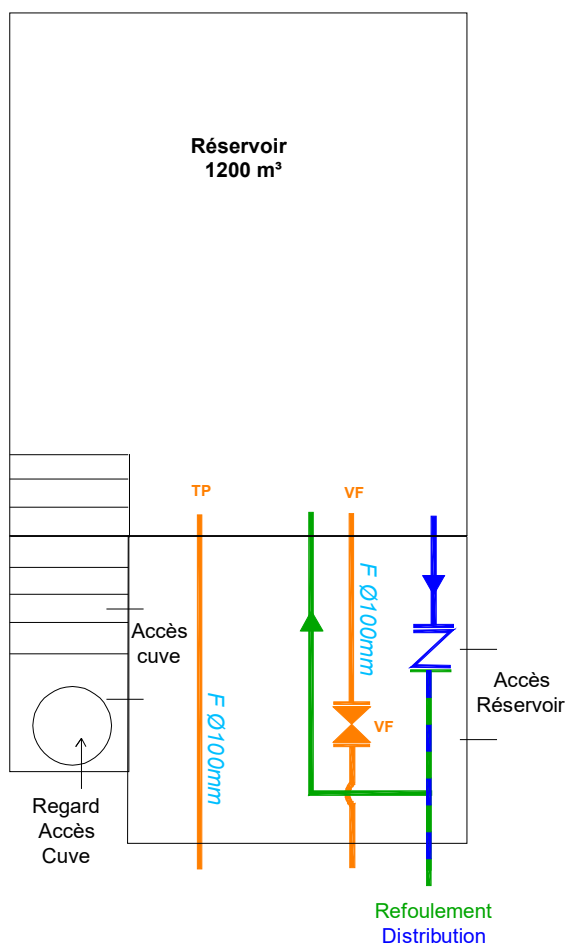 Réservoir
1200 m³
TP
VF
F Ø100mm
Accès
cuve
Accès
Réservoir
F Ø100mm
VF
Regard
Accès
Cuve
Refoulement
Distribution